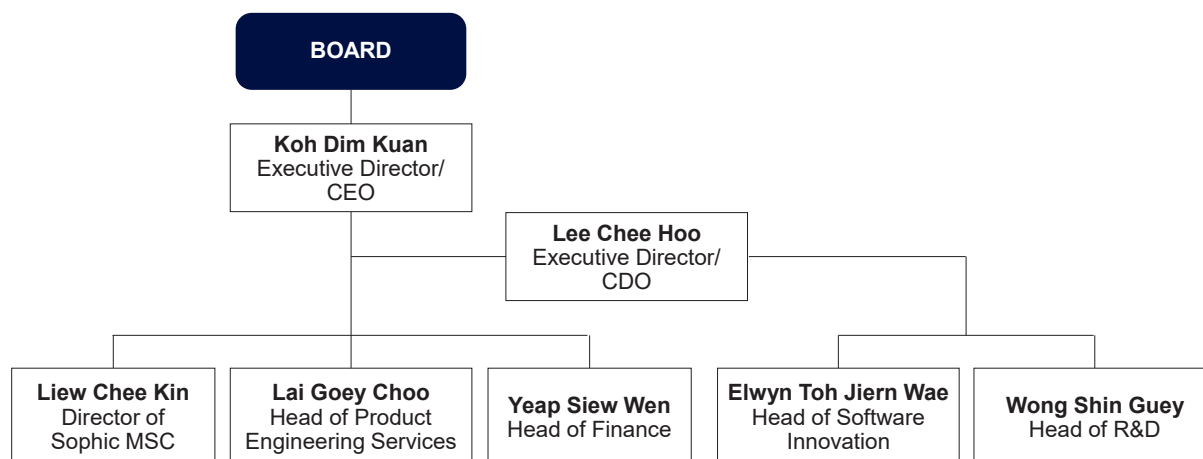 BOARD
Koh Dim Kuan
Executive Director/
CEO
Lee Chee Hoo
Executive Director/
CDO
Liew Chee Kin
Director of
Sophic MSC
Lai Goey Choo
Head of Product
Engineering Services
Yeap Siew Wen
Head of Finance
Elwyn Toh Jiern Wae
Head of Software
Innovation
Wong Shin Guey
Head of R&D